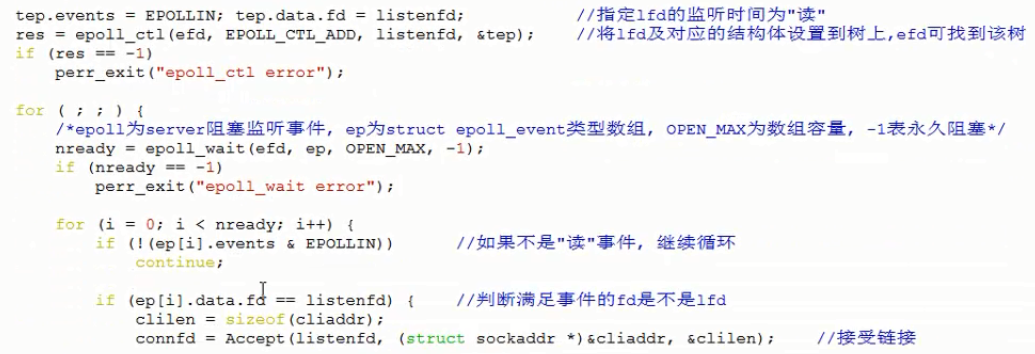 tep.events = EPOLLIN; tep.data.fd = listenfd; //指定lfd的监听时间为"读"
res = epoll_ctl(efd, EPOLL_CTL_ADD, listenfd, &tep); //将lfd及对应的结构体设置到树上,efd可找到该树
if (res == -1)
perr_exit("epoll_ctl error");
for ( ; ; ) {
/*epoll为server阻塞监听事件, ep为struct epoll_event类型数组, OPEN_MAX为数组容量, -1表永久阻塞*/
nready = epoll_wait(efd, ep, OPEN_MAX, -1);
if (nready == -1)
perr_exit("epoll_wait error");
for (i = 0; i < nready; i++) {
if (!(ep[i].events & EPOLLIN)) //如果不是"读"事件, 继续循环
continue;
if (ep[i].data.fd == listenfd) { //判断满足事件的fd是不是lfd
clilen = sizeof(cliaddr);
connfd = Accept(listenfd, (struct sockaddr *)&cliaddr, &clilen); //接受链接